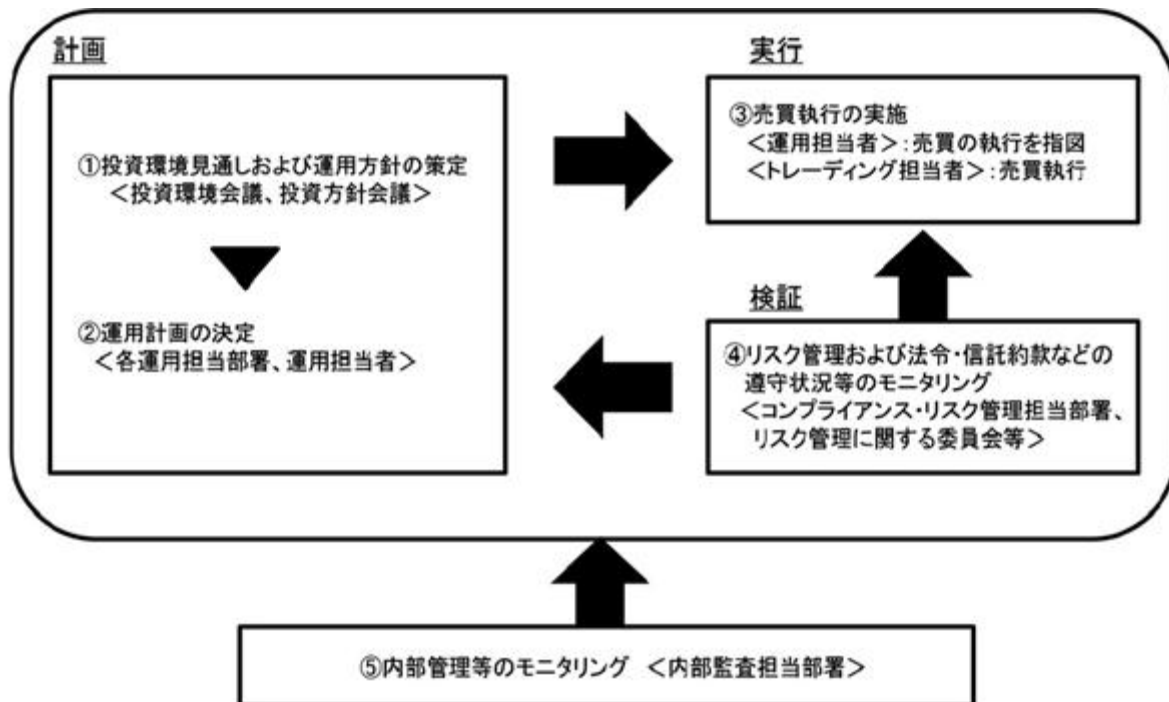 計画
①投資環境見通しおよび運用方針の策定
＜投資環境会議、投資方針会議＞
②運用計画の決定
＜各運用担当部署、運用担当者＞
実行
③売買執行の実施
＜運用担当者＞：売買の執行を指図
＜トレーディング担当者＞：売買執行
検証
④リスク管理および法令・信託約款などの
遵守状況等のモニタリング
＜コンプライアンス・リスク管理担当部署、
リスク管理に関する委員会等＞
⑤内部管理等のモニタリング ＜内部監査担当部署＞